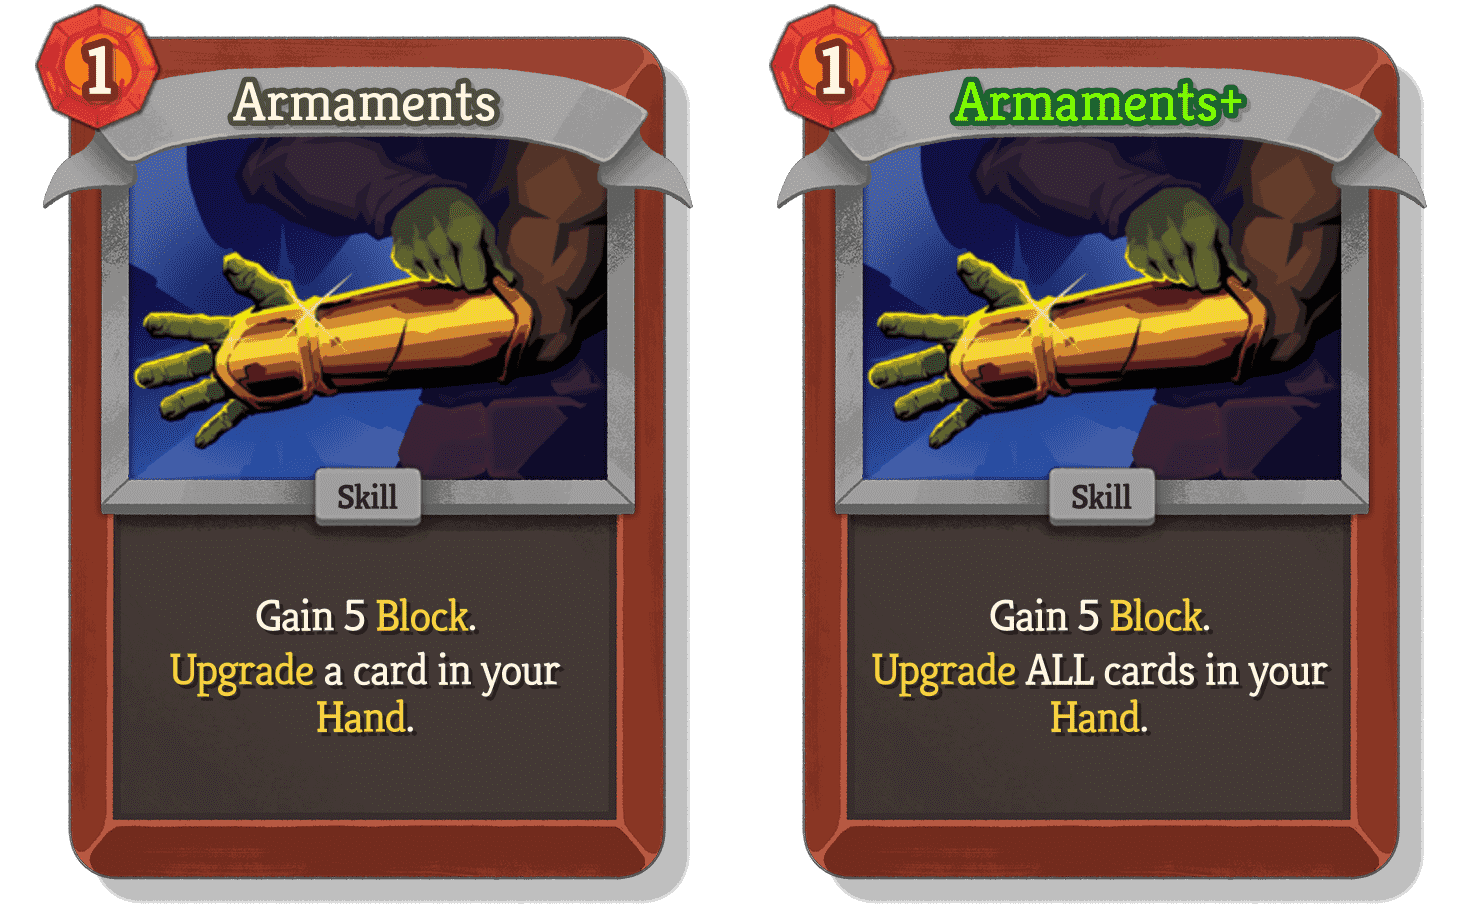 1
Armaments
Skill
Gain 5 Block.
Upgrade a card in your
Hand.
1
Armaments+
Skill
Gain 5 Block.
Upgrade ALL cards in your
Hand.